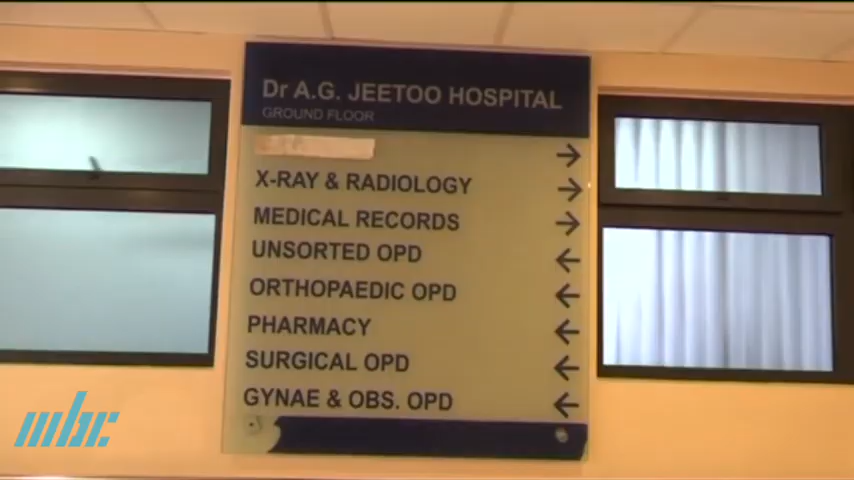 Dr A.G. JEETOO HOSPITAL
GROUND FLOOR
→
X-RAY & RADIOLOGY →
MEDICAL RECORDS →
UNSORTED OPD ←
ORTHOPAEDIC OPD ←
PHARMACY ←
SURGICAL OPD ←
GYNAE & OBS. OPD ←
mbc